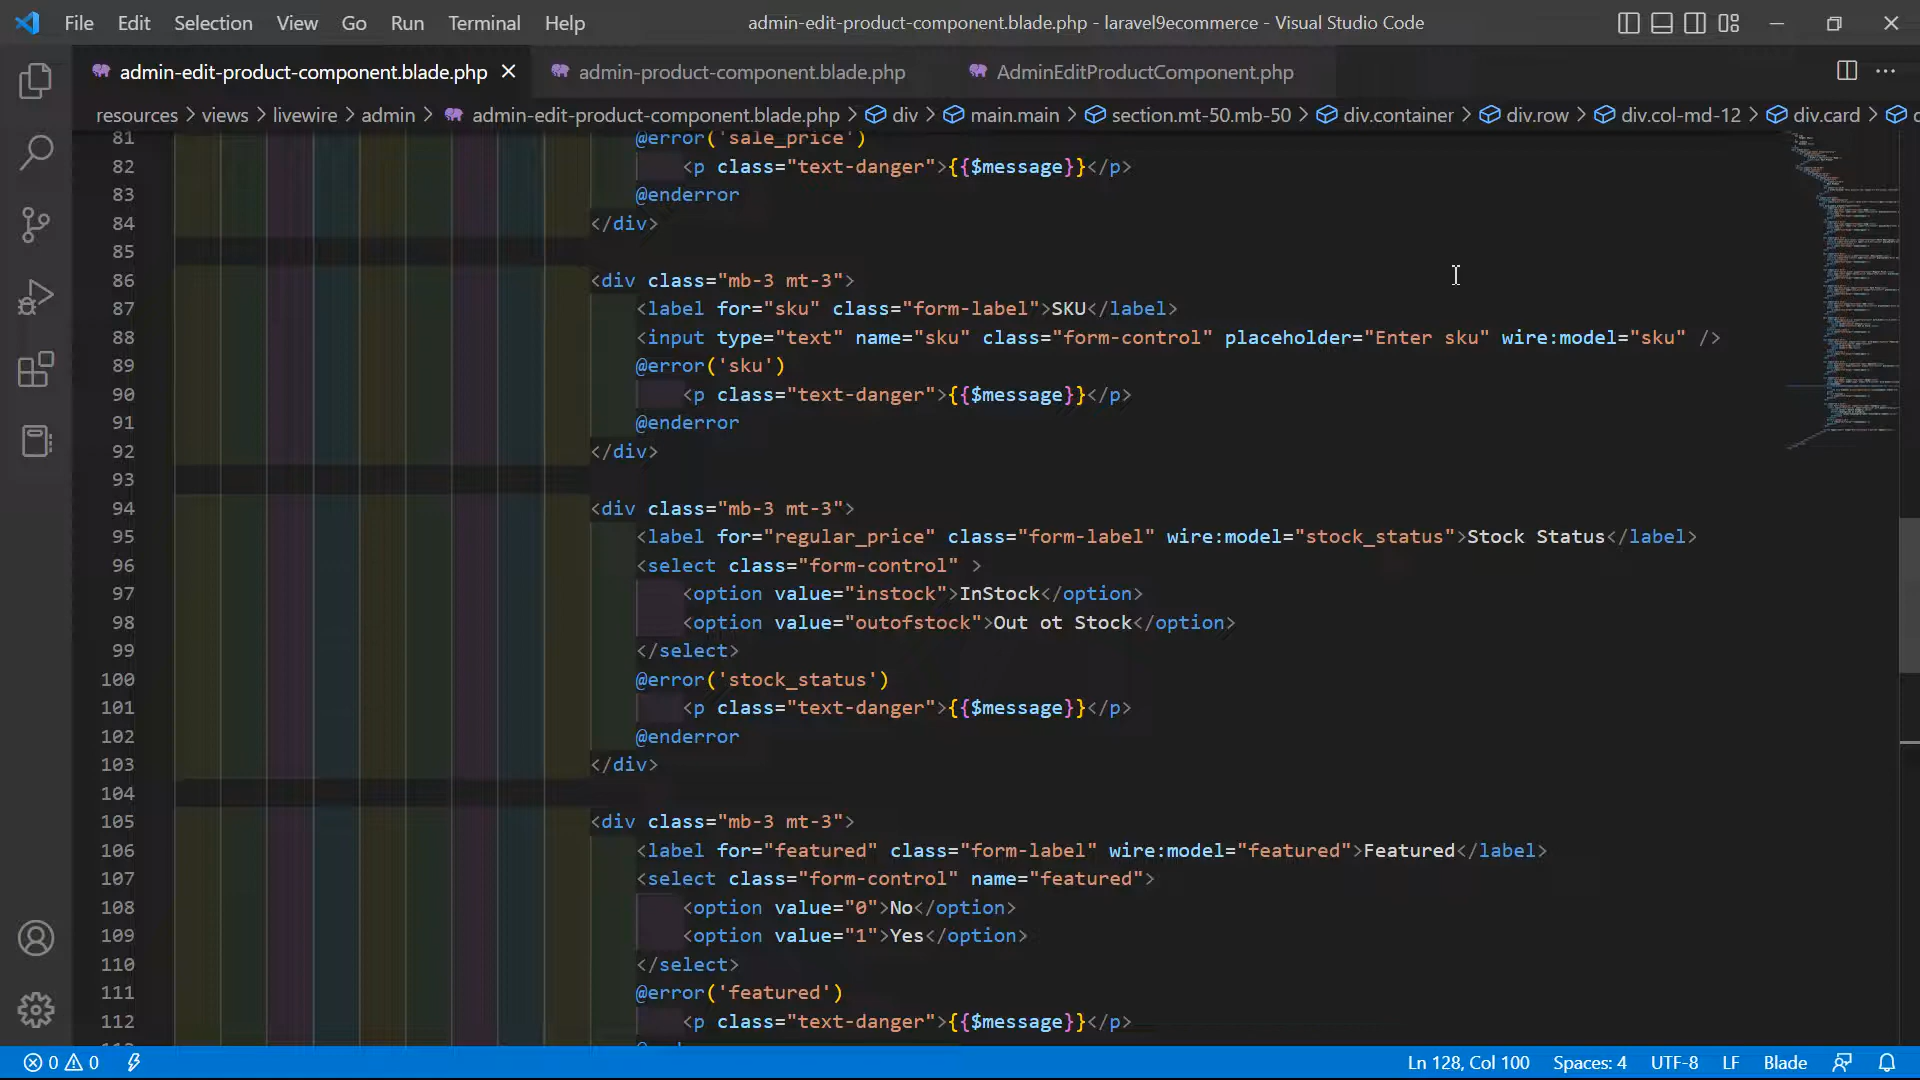 File Edit Selection View Go Run Terminal Help admin-edit-product-component.blade.php - laravel9ecommerce - Visual Studio Code
admin-edit-product-component.blade.php admin-product-component.blade.php AdminEditProductComponent.php
resources > views > livewire > admin > admin-edit-product-component.blade.php > div > main.main > section.mt-50.mb-50 > div.container > div.row > div.col-md-12 > div.card >
81 @error('sale_price')
82 <p class="text-danger">{{$message}}</p>
83 @enderror
84 </div>
85
86 <div class="mb-3 mt-3">
87 <label for="sku" class="form-label">SKU</label>
88 <input type="text" name="sku" class="form-control" placeholder="Enter sku" wire:model="sku" />
89 @error('sku')
90 <p class="text-danger">{{$message}}</p>
91 @enderror
92 </div>
93
94 <div class="mb-3 mt-3">
95 <label for="regular_price" class="form-label" wire:model="stock_status">Stock Status</label>
96 <select class="form-control" >
97 <option value="instock">InStock</option>
98 <option value="outofstock">Out ot Stock</option>
99 </select>
100 @error('stock_status')
101 <p class="text-danger">{{$message}}</p>
102 @enderror
103 </div>
104
105 <div class="mb-3 mt-3">
106 <label for="featured" class="form-label" wire:model="featured">Featured</label>
107 <select class="form-control" name="featured">
108 <option value="0">No</option>
109 <option value="1">Yes</option>
110 </select>
111 @error('featured')
112 <p class="text-danger">{{$message}}</p>
0 0 Ln 128, Col 100 Spaces: 4 UTF-8 LF Blade